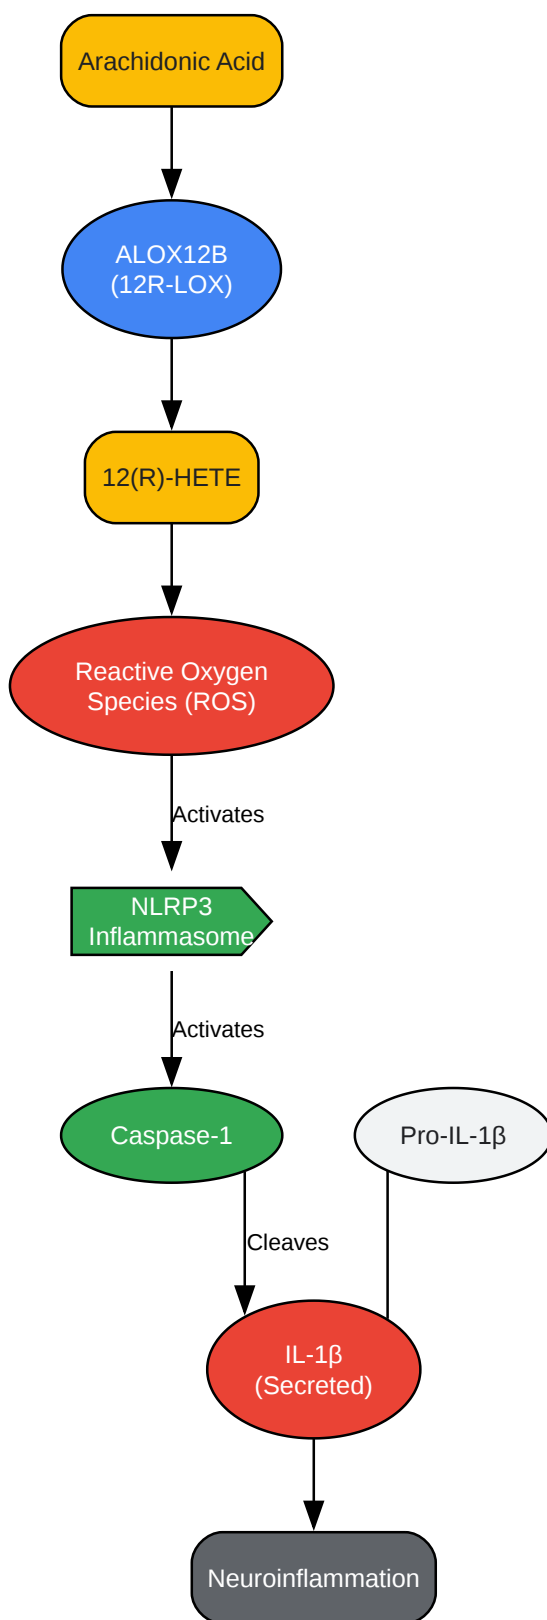 Arachidonic Acid
ALOX12B
(12R-LOX)
12(R)-HETE
Reactive Oxygen
Species (ROS)
Activates
NLRP3
Inflammasome
Activates
Caspase-1
Pro-IL-1β
Cleaves
IL-1β
(Secreted)
Neuroinflammation